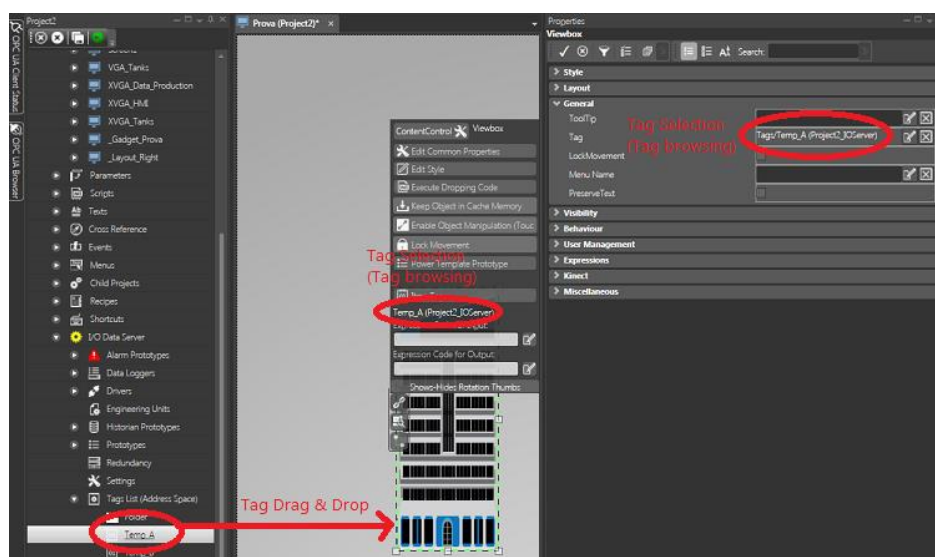 Project2
OPC UA Client Status
OPC UA Browser
VGA_Tanks
XVGA_Data_Production
XVGA_HMI
XVGA_Tanks
_Gadget_Prova
_Layout_Right
Parameters
Scripts
Texts
Cross Reference
Events
Menus
Child Projects
Recipes
Shortcuts
I/O Data Server
Alarm Prototypes
Data Loggers
Drivers
Engineering Units
Historian Prototypes
Prototypes
Redundancy
Settings
Tags List (Address Space)
Folder
Temp_A
Prova (Project2)*
ContentControl Viewbox
Edit Common Properties
Edit Style
Execute Dropping Code
Keep Object in Cache Memory
Enable Object Manipulation (Touc
Lock Movement
Power Template Prototype
Tag Selection
(Tag browsing)
Temp_A (Project2_IOServer)
Expression Code for Output:
Shows-Hides Rotation Thumbs
Tag Drag & Drop
Properties
Viewbox
Search:
Style
Layout
General
ToolTip
Tag
Tags/Temp_A (Project2_IOServer)
LockMovement
Menu Name
PreserveText
Tag Selection
(Tag browsing)
Visibility
Behaviour
User Management
Expressions
Kinect
Miscellaneous